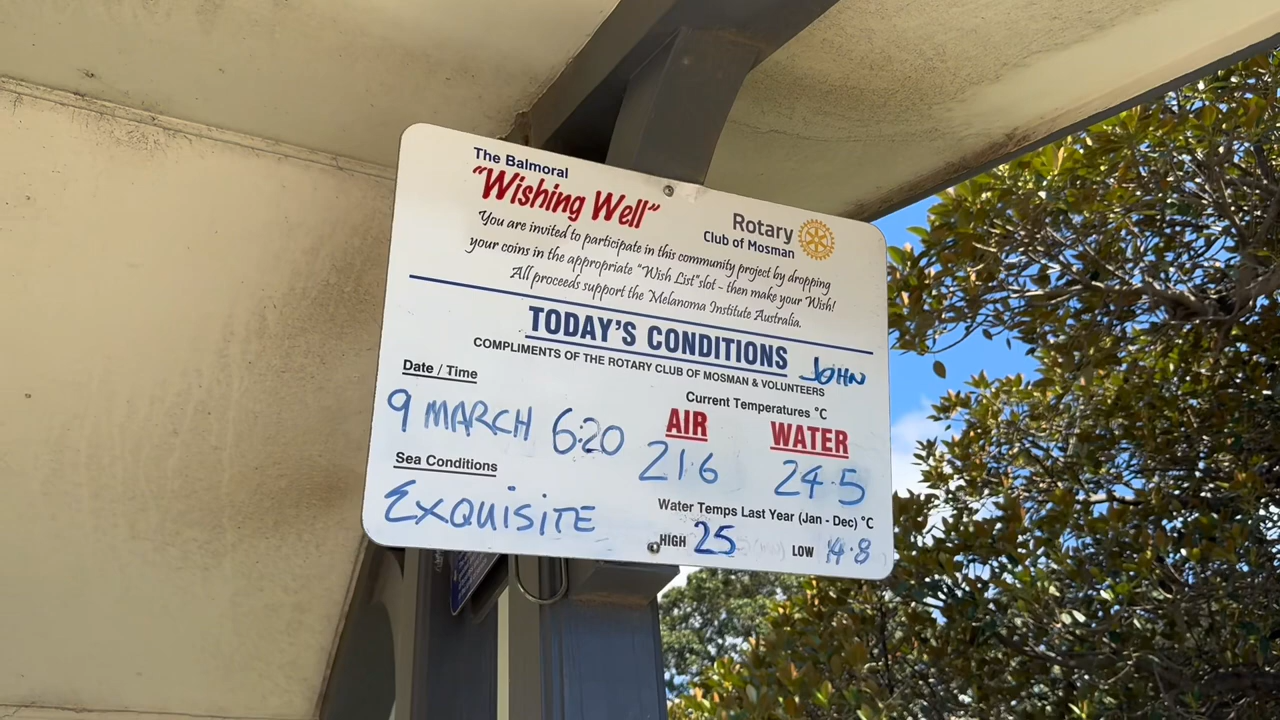 The Balmoral
"Wishing Well"
Rotary
Club of Mosman
You are invited to participate in this community project by dropping
your coins in the appropriate "Wish List" slot - then make your Wish!
All proceeds support the Melanoma Institute Australia.
TODAY'S CONDITIONS
JOHN
COMPLIMENTS OF THE ROTARY CLUB OF MOSMAN & VOLUNTEERS
Date / Time
Current Temperatures °C
AIR
WATER
9 MARCH 6:20
21.6
24.5
Sea Conditions
EXQUISITE
Water Temps Last Year (Jan - Dec) °C
HIGH 25
LOW 14.8